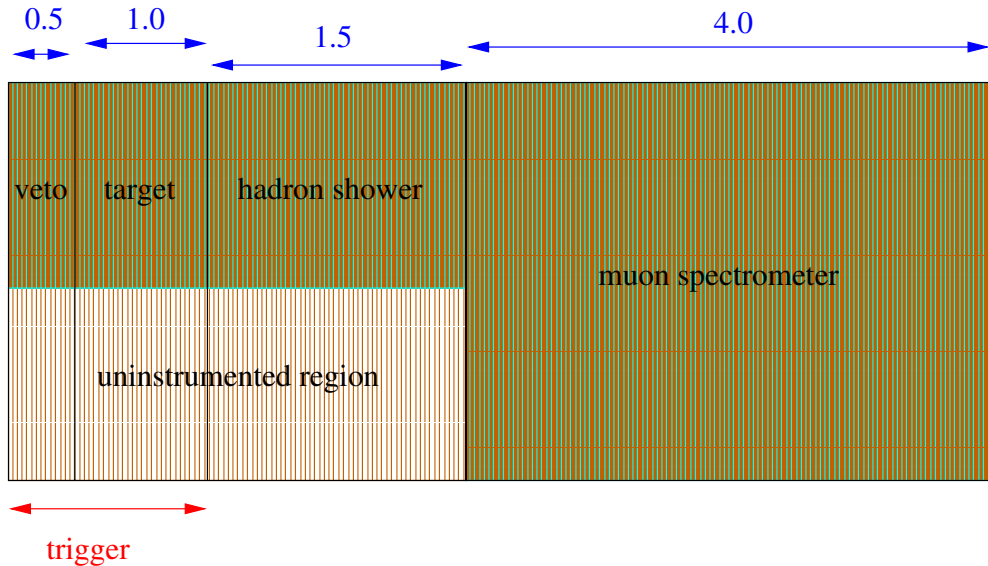 0.5
1.0
1.5
4.0
veto
target
hadron shower
muon spectrometer
uninstrumented region
trigger